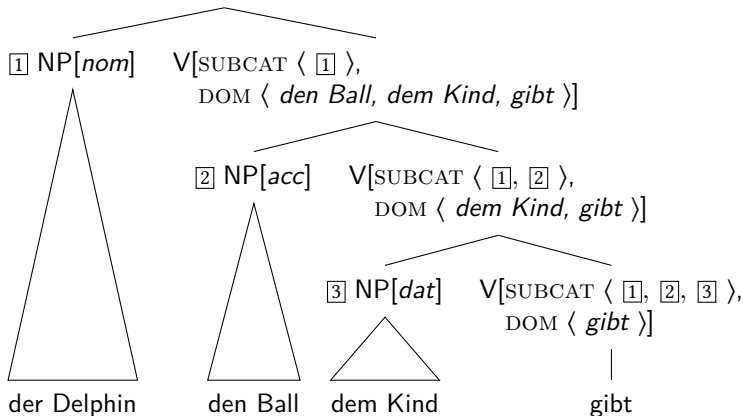 1 NP[nom] V[SUBCAT ⟨ 1 ⟩,
DOM ⟨ den Ball, dem Kind, gibt ⟩]
2 NP[acc] V[SUBCAT ⟨ 1, 2 ⟩,
DOM ⟨ dem Kind, gibt ⟩]
3 NP[dat] V[SUBCAT ⟨ 1, 2, 3 ⟩,
DOM ⟨ gibt ⟩]
der Delphin den Ball dem Kind gibt